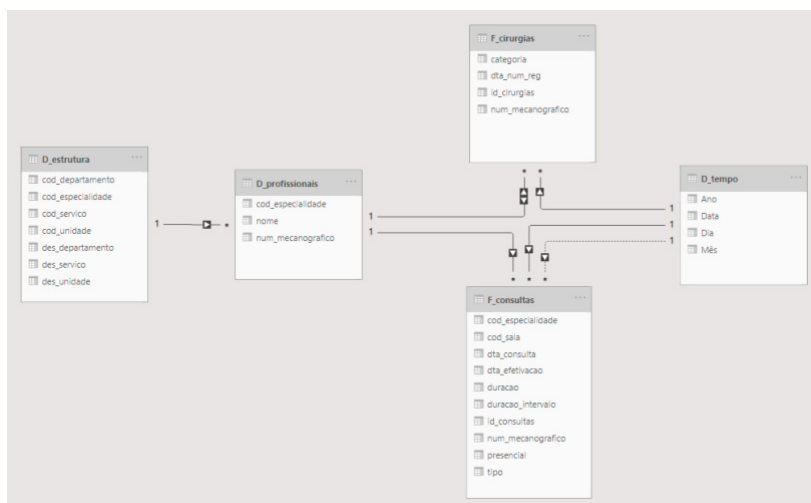 F_cirurgias
categoria
dta_num_reg
id_cirurgias
num_mecanografico
D_estrutura
cod_departamento
cod_especialidade
cod_servico
cod_unidade
des_departamento
des_servico
des_unidade
D_profissionais
cod_especialidade
nome
num_mecanografico
D_tempo
Ano
Data
Dia
Mês
1
*
1
1
*
*
1
1
1
*
*
*
F_consultas
cod_especialidade
cod_sala
dta_consulta
dta_efetivacao
duracao
duracao_intervalo
id_consultas
num_mecanografico
presencial
tipo